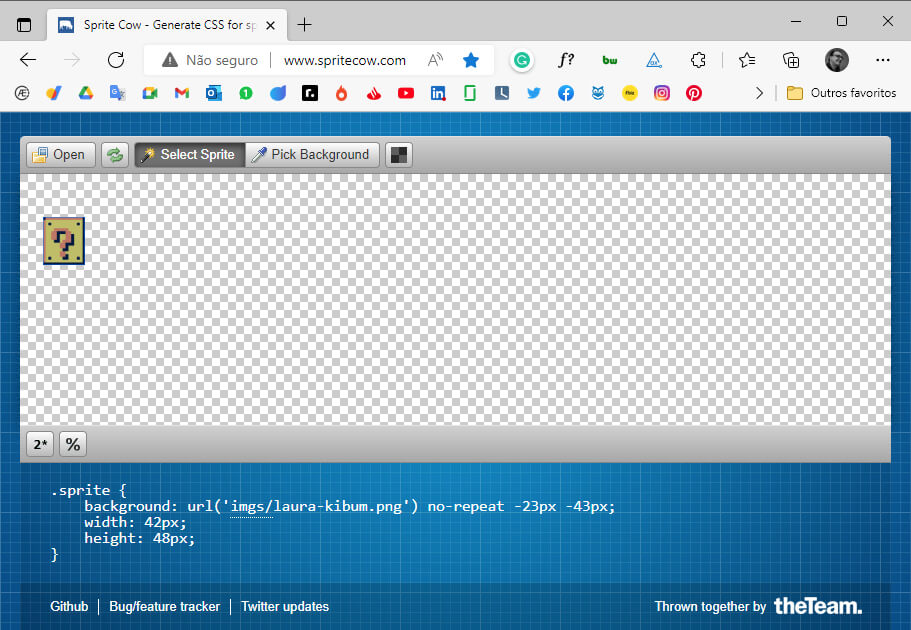 Sprite Cow - Generate CSS for sp
Não seguro
www.spritecow.com
Outros favoritos
Open
Select Sprite
Pick Background
?
2*
%
.sprite {
background: url('imgs/laura-kibum.png') no-repeat -23px -43px;
width: 42px;
height: 48px;
}
Github
Bug/feature tracker
Twitter updates
Thrown together by theTeam.